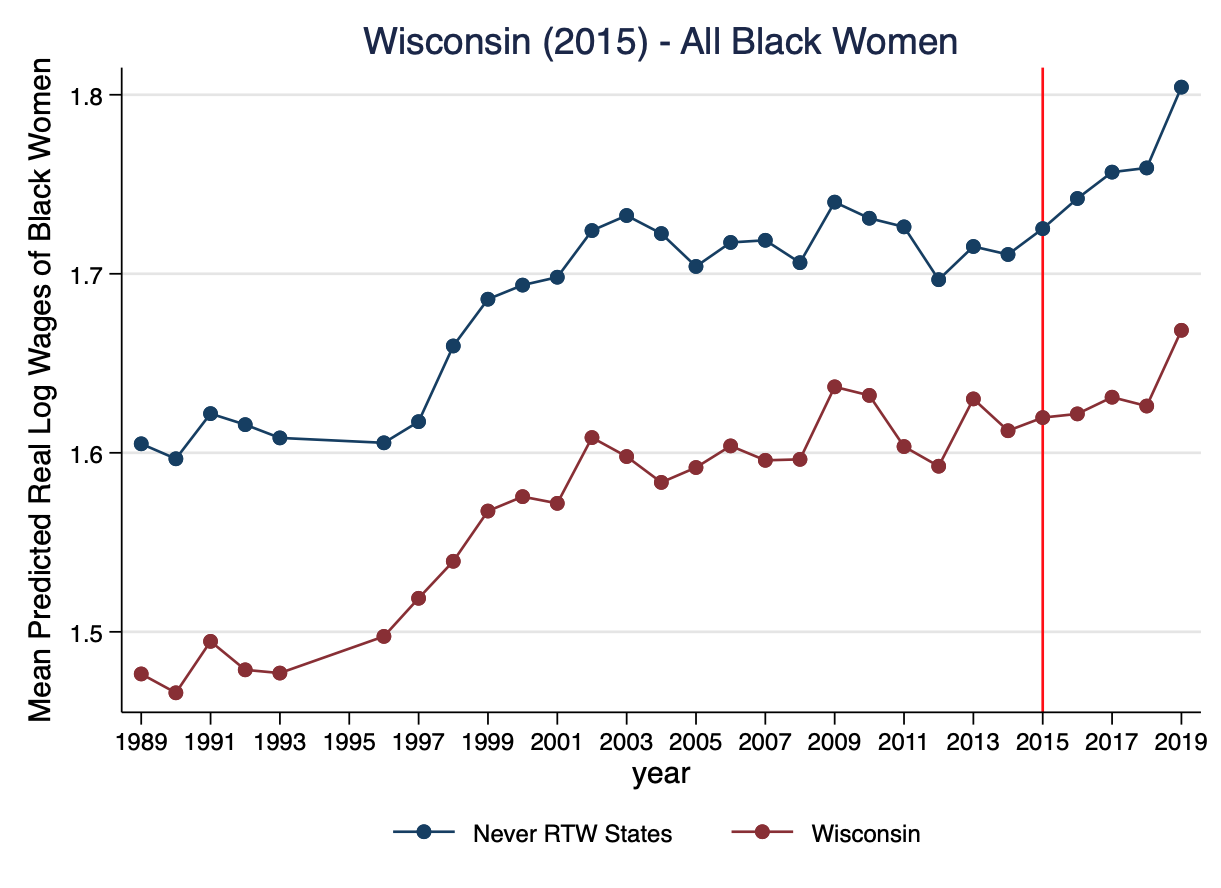 Wisconsin (2015) - All Black Women
Mean Predicted Real Log Wages of Black Women
1.8
1.7
1.6
1.5
1989 1991 1993 1995 1997 1999 2001 2003 2005 2007 2009 2011 2013 2015 2017 2019
year
Never RTW States Wisconsin